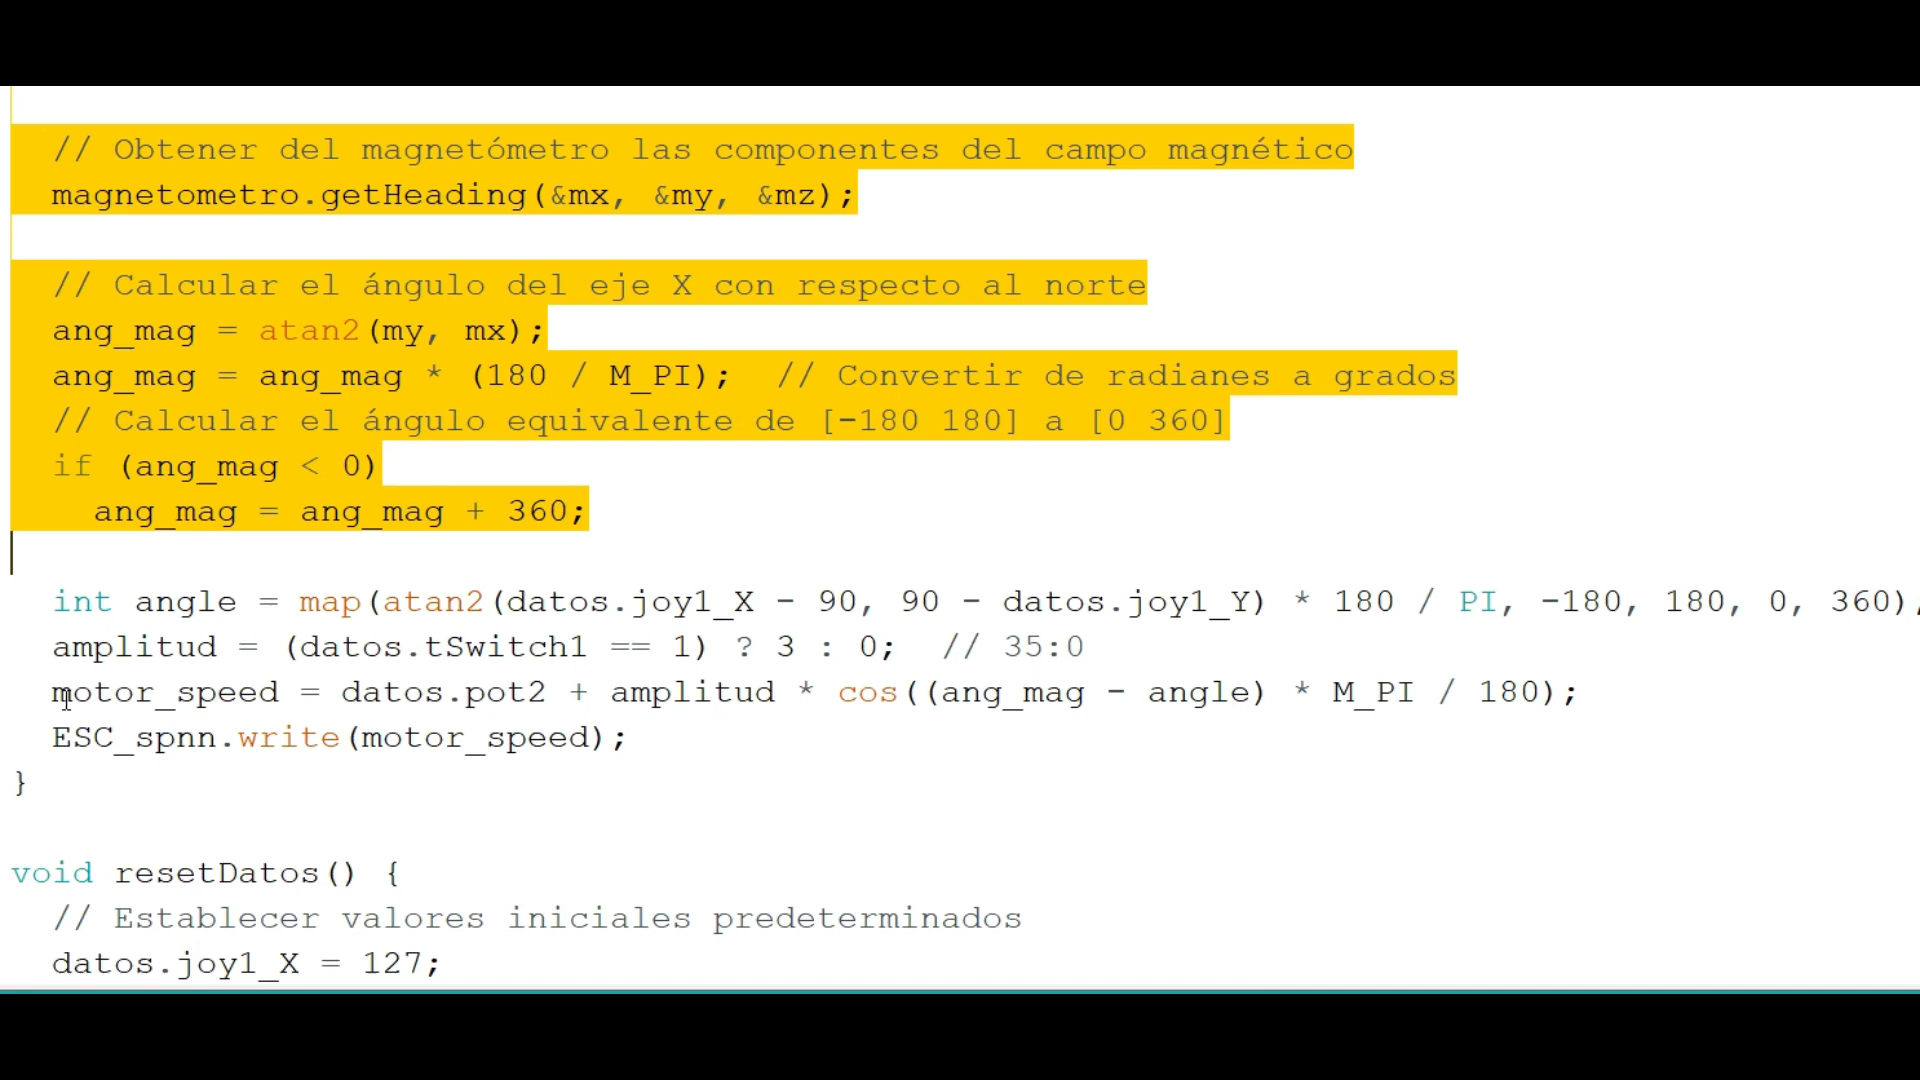 // Obtener del magnetómetro las componentes del campo magnético
magnetometro.getHeading(&mx, &my, &mz);
// Calcular el ángulo del eje X con respecto al norte
ang_mag = atan2(my, mx);
ang_mag = ang_mag * (180 / M_PI);  // Convertir de radianes a grados
// Calcular el ángulo equivalente de [-180 180] a [0 360]
if (ang_mag < 0)
ang_mag = ang_mag + 360;
int angle = map(atan2(datos.joy1_X - 90, 90 - datos.joy1_Y) * 180 / PI, -180, 180, 0, 360);
amplitud = (datos.tSwitch1 == 1) ? 3 : 0;  // 35:0
motor_speed = datos.pot2 + amplitud * cos((ang_mag - angle) * M_PI / 180);
ESC_spnn.write(motor_speed);
}
void resetDatos() {
// Establecer valores iniciales predeterminados
datos.joy1_X = 127;